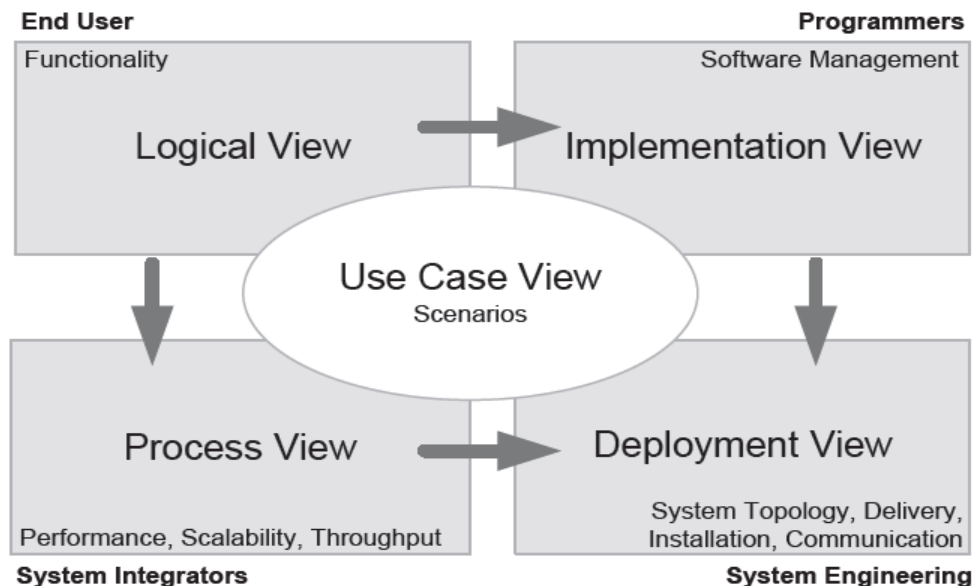 End User
Programmers
Functionality
Software Management
Logical View
Implementation View
Use Case View
Scenarios
Process View
Deployment View
Performance, Scalability, Throughput
System Topology, Delivery,
Installation, Communication
System Integrators
System Engineering